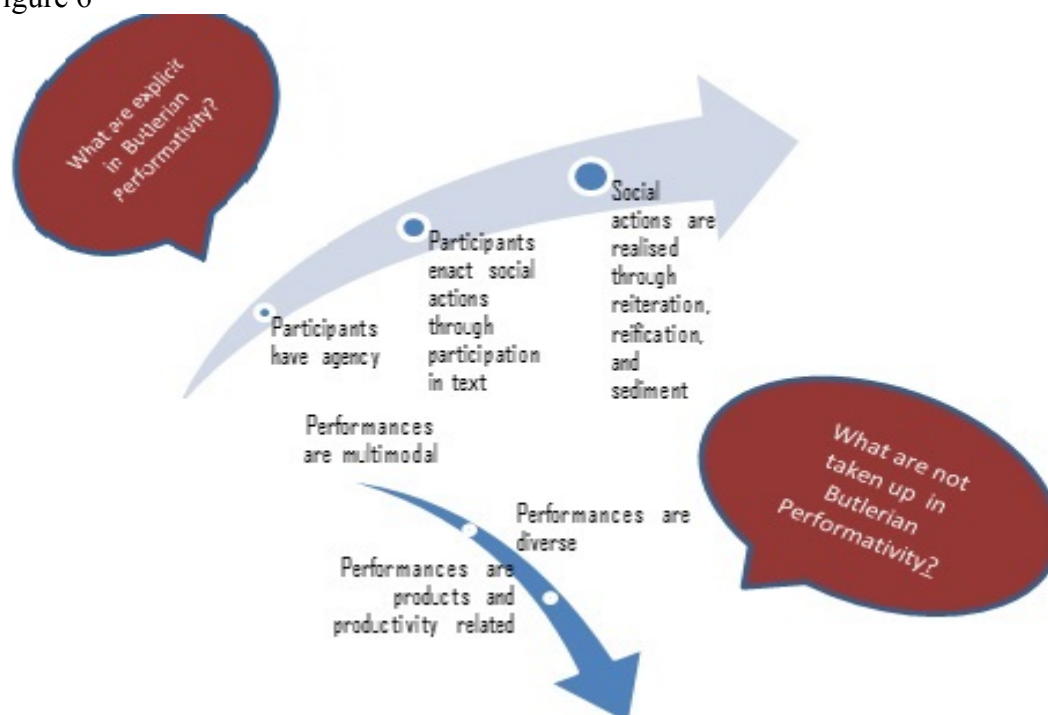 Figure 6
What are explicit
in Butlerian
Performativity?
Participants
have agency
Participants
enact social
actions
through
participation
in text
Social
actions are
realised
through
reiteration,
reification,
and
sediment
Performances
are multimodal
Performances are
diverse
Performances are
products and
productivity related
What are not
taken up in
Butlerian
Performativity?